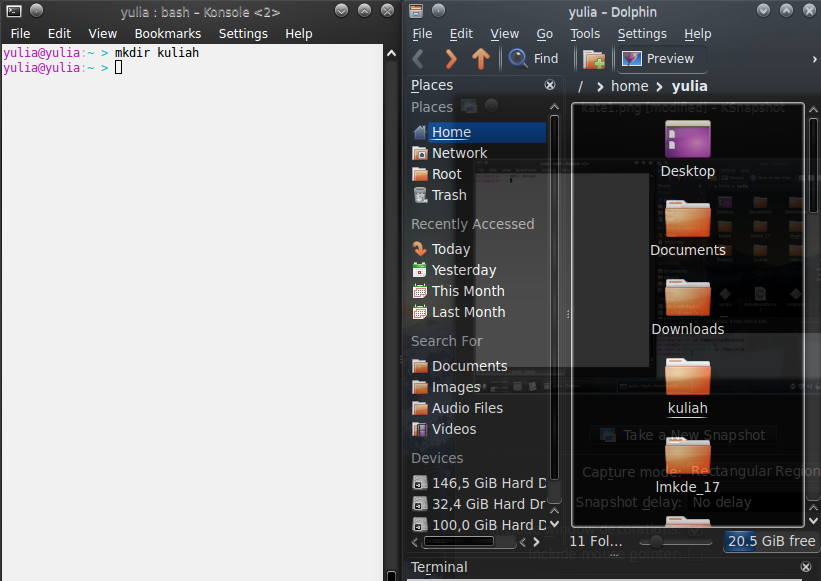 yulia : bash – Konsole <2>
File Edit View Bookmarks Settings Help
yulia@yulia:~ > mkdir kuliah
yulia@yulia:~ >
yulia – Dolphin
File Edit View Go Tools Settings Help
Find Preview
Places
/ > home > yulia
Places
Home
Network
Root
Trash
Recently Accessed
Today
Yesterday
This Month
Last Month
Search For
Documents
Images
Audio Files
Videos
Devices
146,5 GiB Hard D
32,4 GiB Hard Dr
100,0 GiB Hard D
kate1.png [modified] – KSnapshot
Desktop
Documents
Downloads
kuliah
Take a New Snapshot
lmkde_17
Capture mode: Rectangular Region
Snapshot delay: No delay
11 Fol... 20.5 GiB free
Include mouse pointer:
Terminal